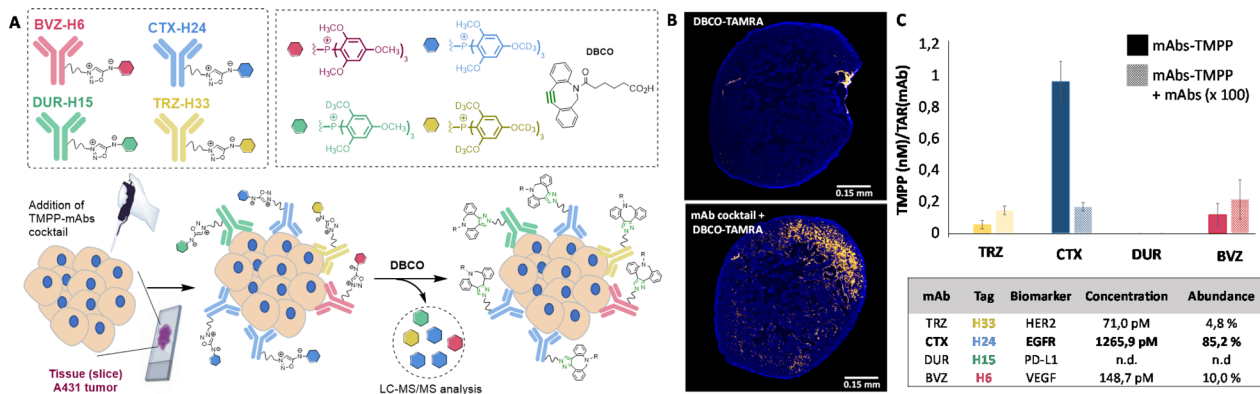 A
BVZ-H6
CTX-H24
DUR-H15
TRZ-H33
H₃CO
OCH₃
H₃CO
H₃CO
OCD₃
H₃CO
D₃CO
OCH₃
H₃CO
D₃CO
OCD₃
D₃CO
DBCO
CO₂H
Addition of
TMPP-mAbs
cocktail
Tissue (slice)
A431 tumor
DBCO
LC-MS/MS analysis
B
DBCO-TAMRA
0.15 mm
mAb cocktail +
DBCO-TAMRA
0.15 mm
C
TMPP (nM)/TAR(mAb)
1,2
1
0,8
0,6
0,4
0,2
0
mAbs-TMPP
mAbs-TMPP
+ mAbs (x 100)
TRZ CTX DUR BVZ
mAb Tag Biomarker Concentration Abundance
TRZ H33 HER2 71,0 pM 4,8 %
CTX H24 EGFR 1265,9 pM 85,2 %
DUR H15 PD-L1 n.d. n.d
BVZ H6 VEGF 148,7 pM 10,0 %